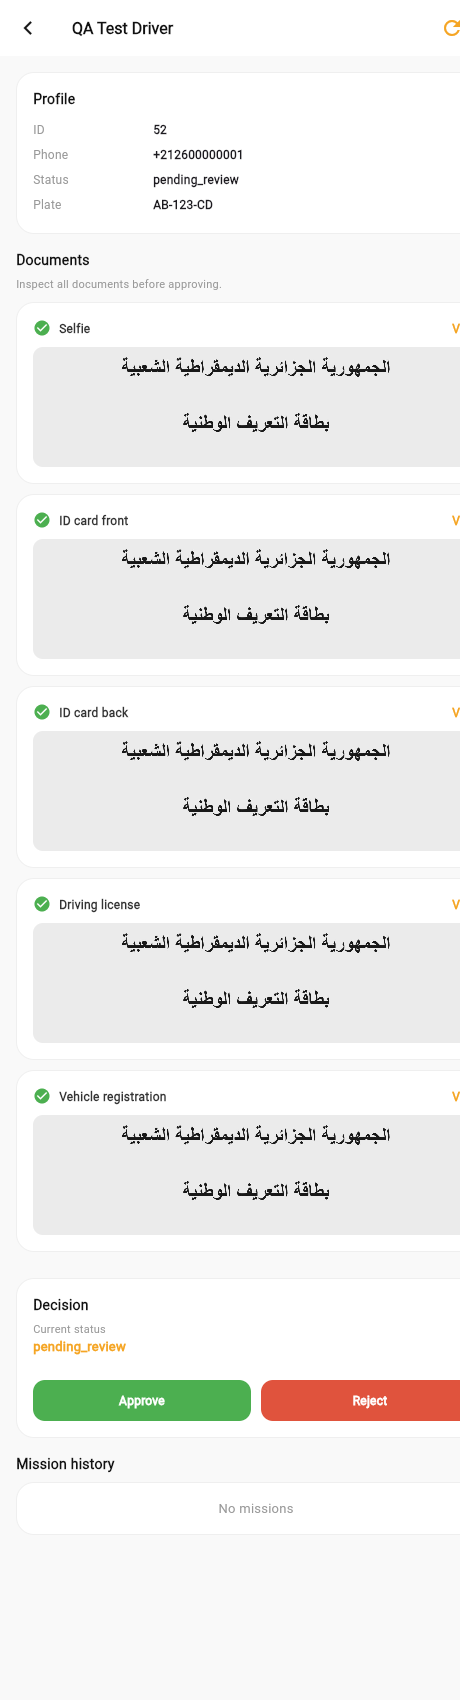 QA Test Driver
Profile
ID 52
Phone +212600000001
Status pending_review
Plate AB-123-CD
Documents
Inspect all documents before approving.
Selfie V
الجمهورية الجزائرية الديمقراطية الشعبية
بطاقة التعريف الوطنية
ID card front V
الجمهورية الجزائرية الديمقراطية الشعبية
بطاقة التعريف الوطنية
ID card back V
الجمهورية الجزائرية الديمقراطية الشعبية
بطاقة التعريف الوطنية
Driving license V
الجمهورية الجزائرية الديمقراطية الشعبية
بطاقة التعريف الوطنية
Vehicle registration V
الجمهورية الجزائرية الديمقراطية الشعبية
بطاقة التعريف الوطنية
Decision
Current status
pending_review
Approve Reject
Mission history
No missions